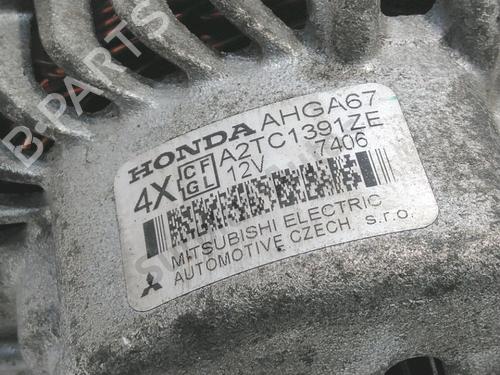 B-PARTS
HONDA AHGA67
4X CF GL A2TC1391ZE
12V 7406
MITSUBISHI ELECTRIC
AUTOMOTIVE CZECH s.r.o.